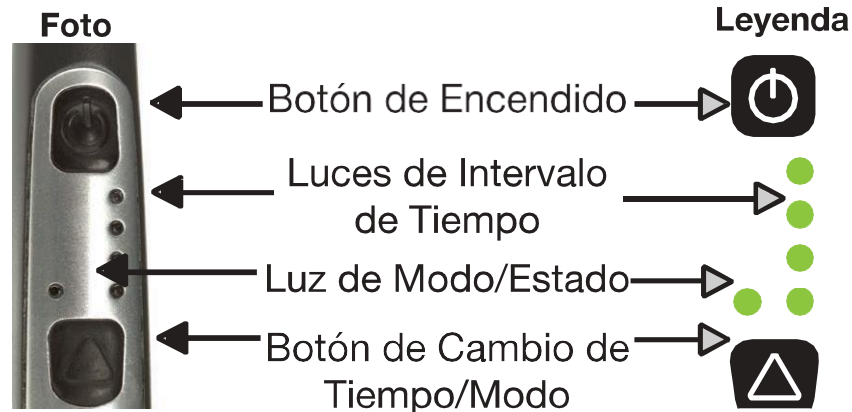 Foto
Leyenda
Botón de Encendido
Luces de Intervalo
de Tiempo
Luz de Modo/Estado
Botón de Cambio de
Tiempo/Modo